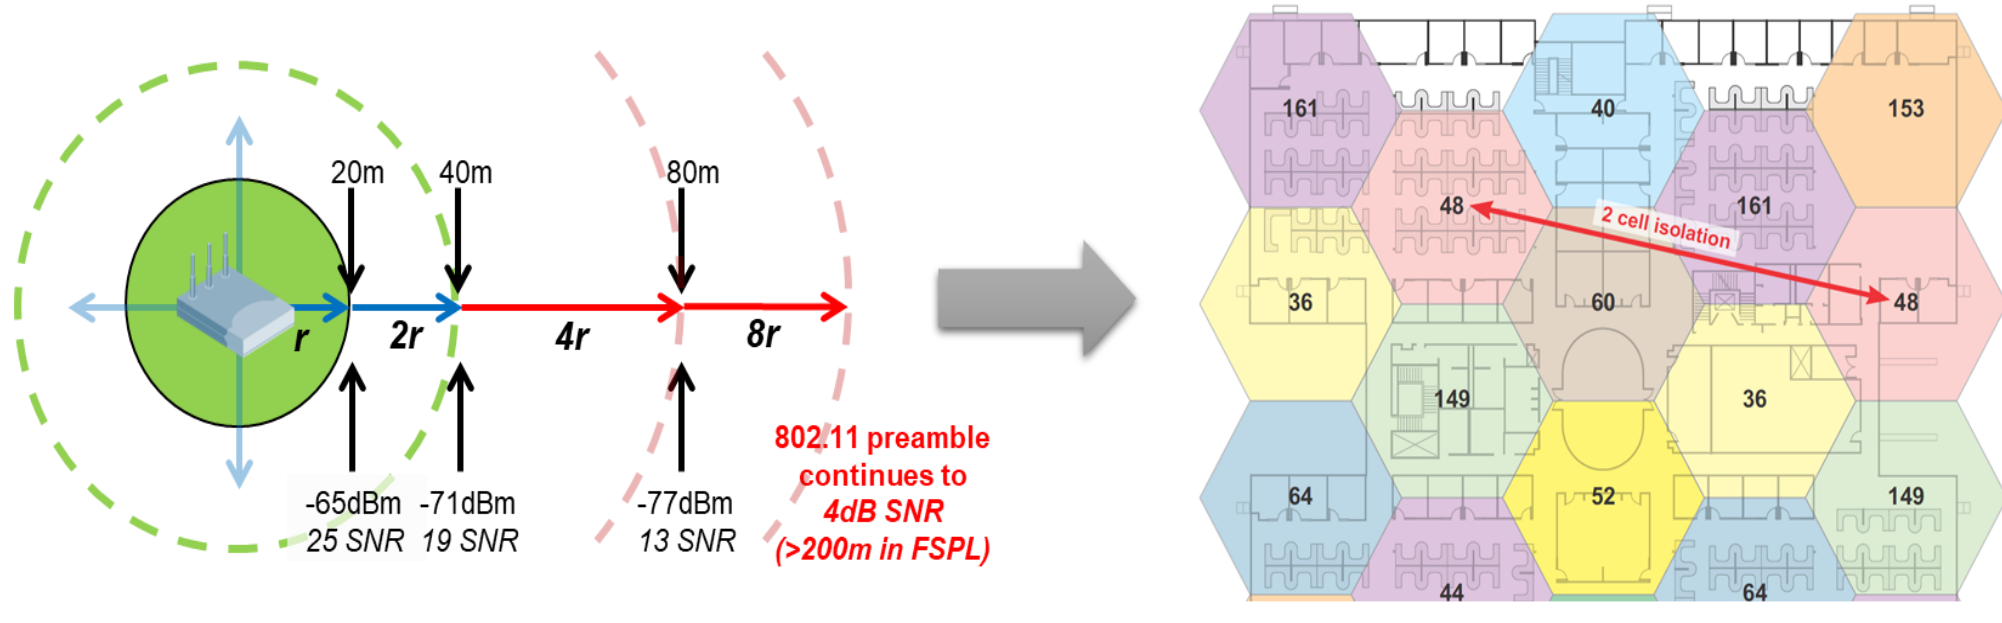 20m
40m
80m
r
2r
4r
8r
-65dBm
25 SNR
-71dBm
19 SNR
-77dBm
13 SNR
802.11 preamble
continues to
4dB SNR
(>200m in FSPL)
161
40
153
48
161
2 cell isolation
36
60
48
149
36
64
52
149
44
64